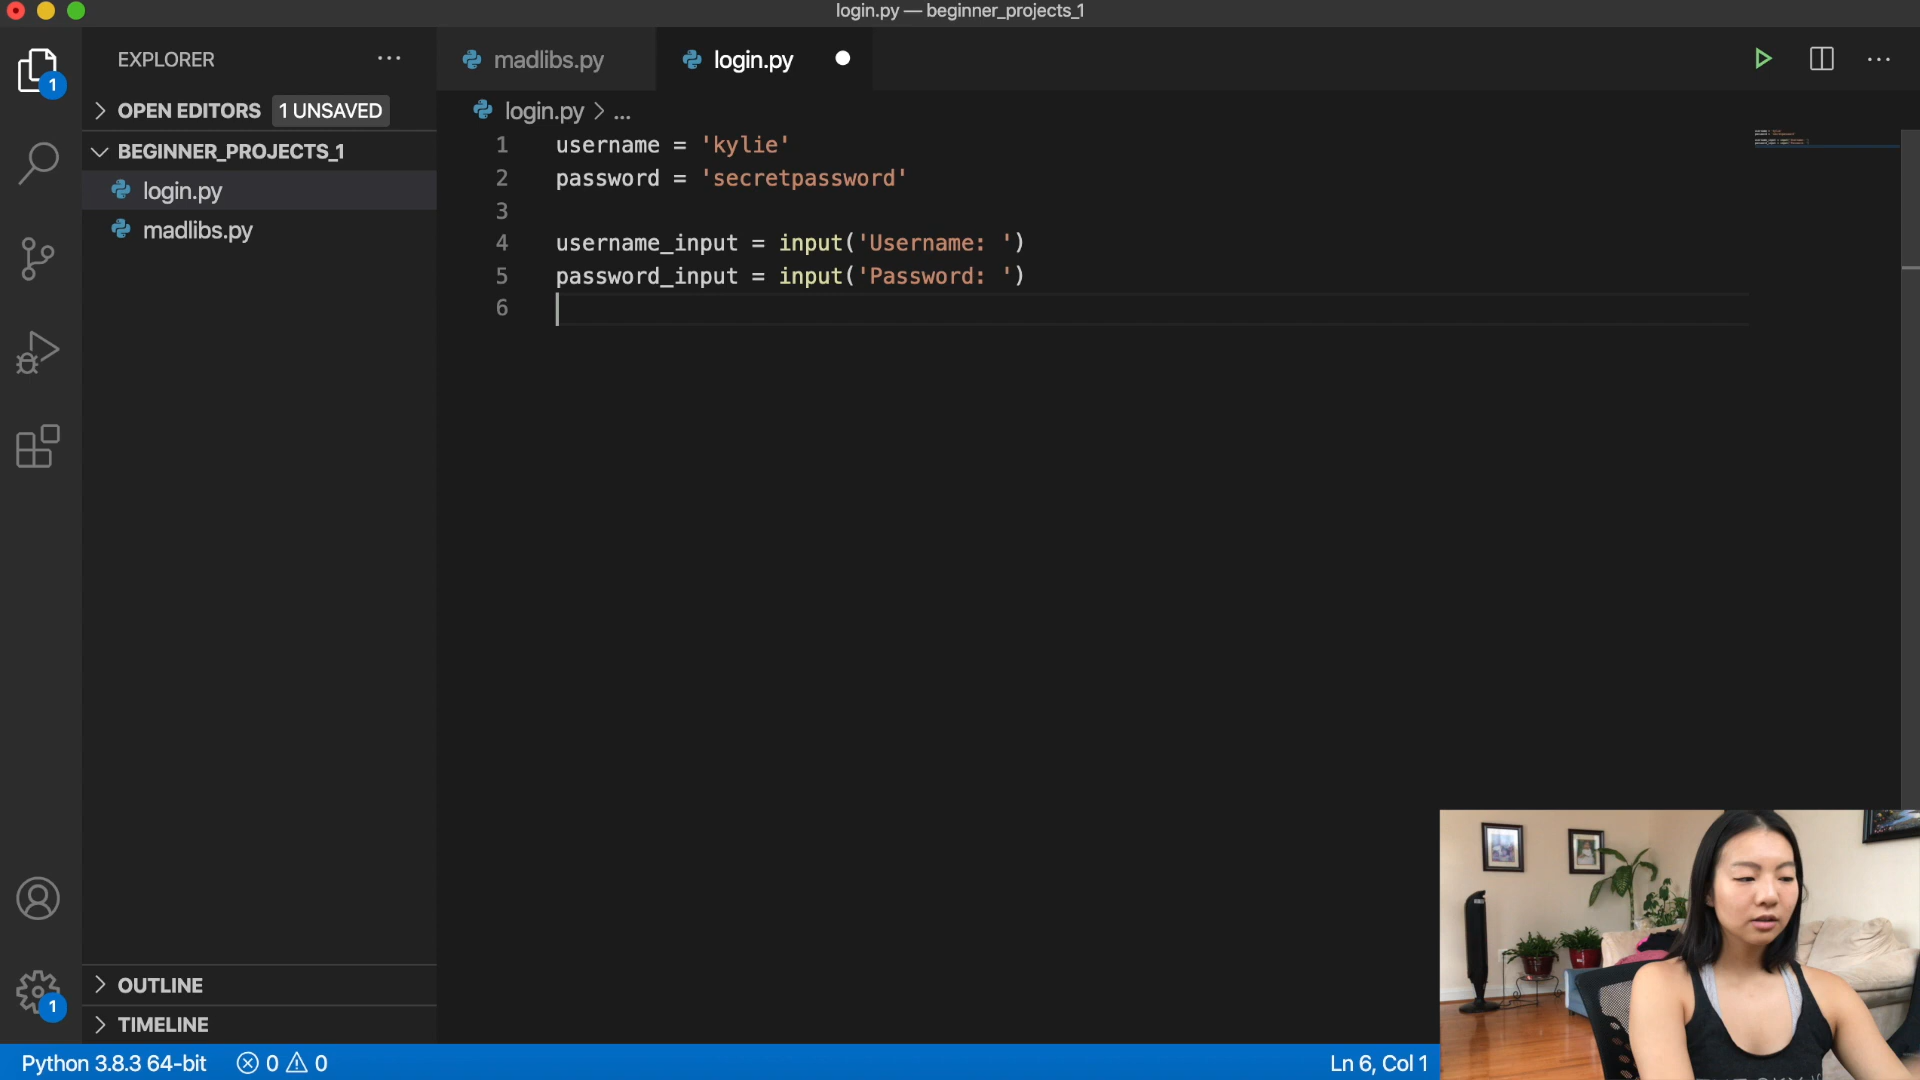 login.py — beginner_projects_1
EXPLORER
madlibs.py
login.py
1
OPEN EDITORS 1 UNSAVED
login.py > ...
BEGINNER_PROJECTS_1
login.py
madlibs.py
1 username = 'kylie'
2 password = 'secretpassword'
3
4 username_input = input('Username: ')
5 password_input = input('Password: ')
6
OUTLINE
1
TIMELINE
Python 3.8.3 64-bit 0 0
Ln 6, Col 1